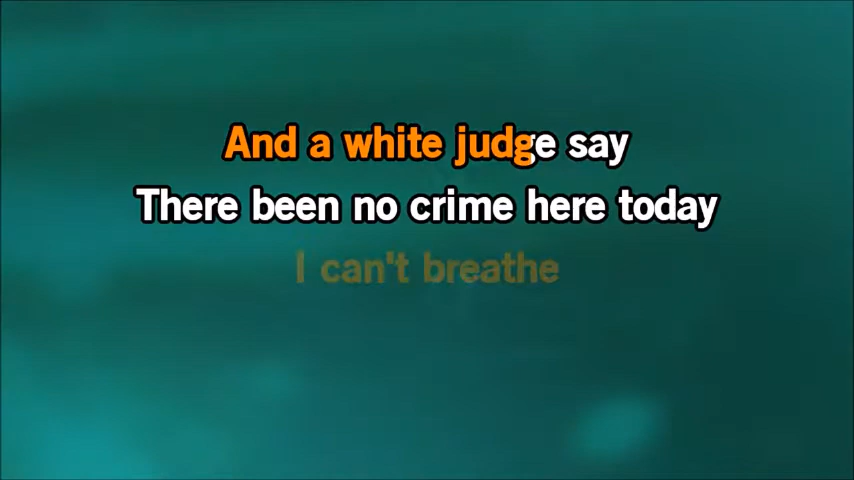 And a white judge say
There been no crime here today
I can't breathe